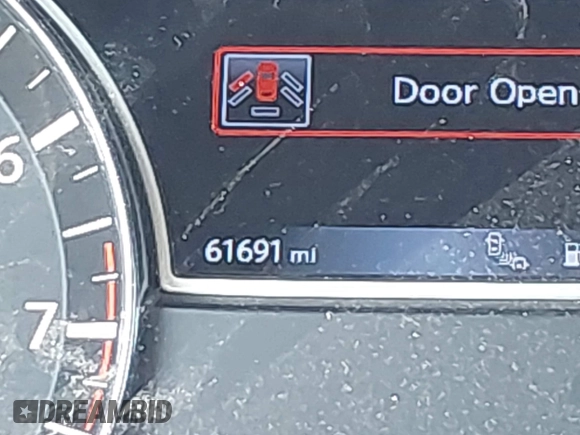 Door Open
61691 mi
6
7
DREAMBID